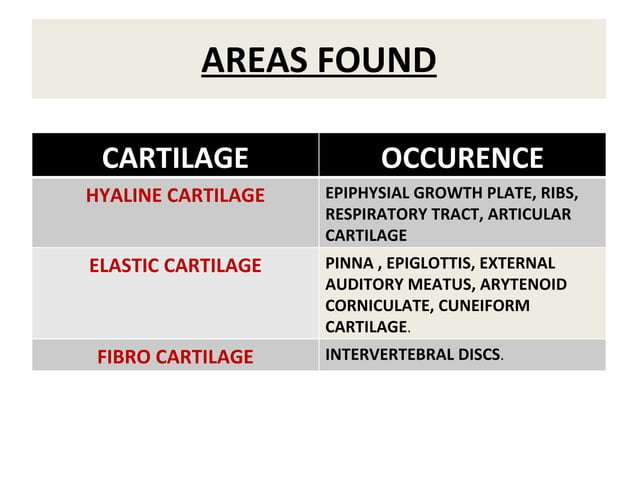 AREAS FOUND
CARTILAGE
OCCURENCE
HYALINE CARTILAGE
EPIPHYSIAL GROWTH PLATE, RIBS,
RESPIRATORY TRACT, ARTICULAR
CARTILAGE
ELASTIC CARTILAGE
PINNA , EPIGLOTTIS, EXTERNAL
AUDITORY MEATUS, ARYTENOID
CORNICULATE, CUNEIFORM
CARTILAGE.
FIBRO CARTILAGE
INTERVERTEBRAL DISCS.